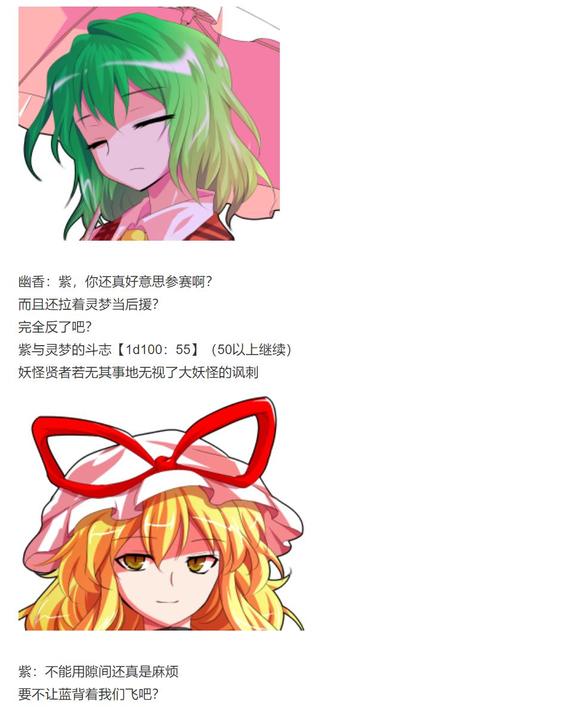 幽香：紫，你还真好意思参赛啊？
而且还拉着灵梦当后援？
完全反了吧？
紫与灵梦的斗志【1d100：55】（50以上继续）
妖怪贤者若无其事地无视了大妖怪的讽刺
紫：不能用隙间还真是麻烦
要不让蓝背着我们飞吧？